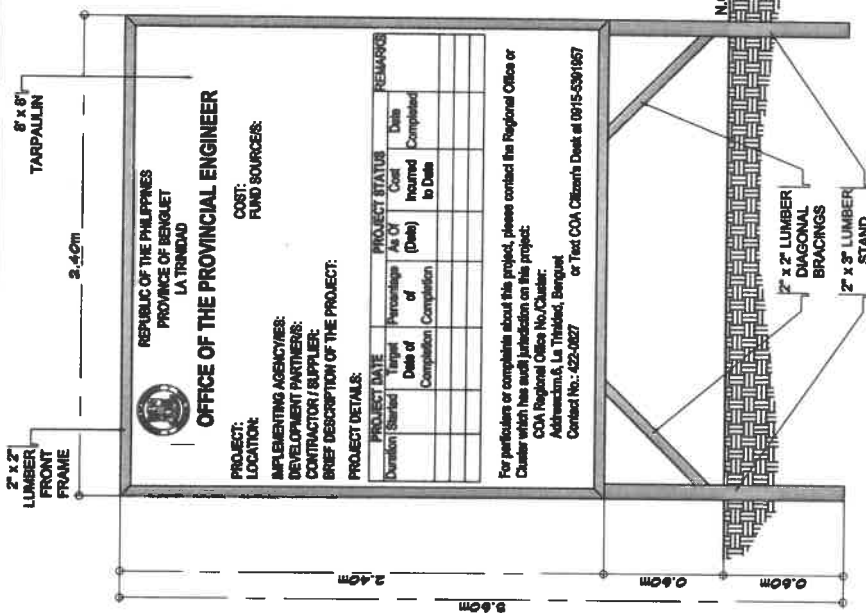 2" x 2"
LUMBER
FRONT
FRAME
8' x 8'
TARPAULIN
2.40m
REPUBLIC OF THE PHILIPPINES
PROVINCE OF BENGUET
LA TRINIDAD
OFFICE OF THE PROVINCIAL ENGINEER
PROJECT:
LOCATION:
COST:
FUND SOURCE/S:
IMPLEMENTING AGENCY/IES:
DEVELOPMENT PARTNER/S:
CONTRACTOR / SUPPLIER:
BRIEF DESCRIPTION OF THE PROJECT:
PROJECT DETAILS:
PROJECT DATE PROJECT STATUS REMARKS
Duration Started Target Date of Completion Percentage of Completion As Of (Date) Cost Incurred to Date Date Completed
For particulars or complaints about this project, please contact the Regional Office or
Cluster which has audit jurisdiction on this project:
COA Regional Office No./Cluster:
Address:km.6, La Trinidad, Benguet
Contact No.: 422-0827 or Text COA Citizen's Desk at 0915-5391957
2.40m
0.60m
0.60m
3.60m
2" x 2" LUMBER
DIAGONAL
BRACINGS
2" x 3" LUMBER
STAND